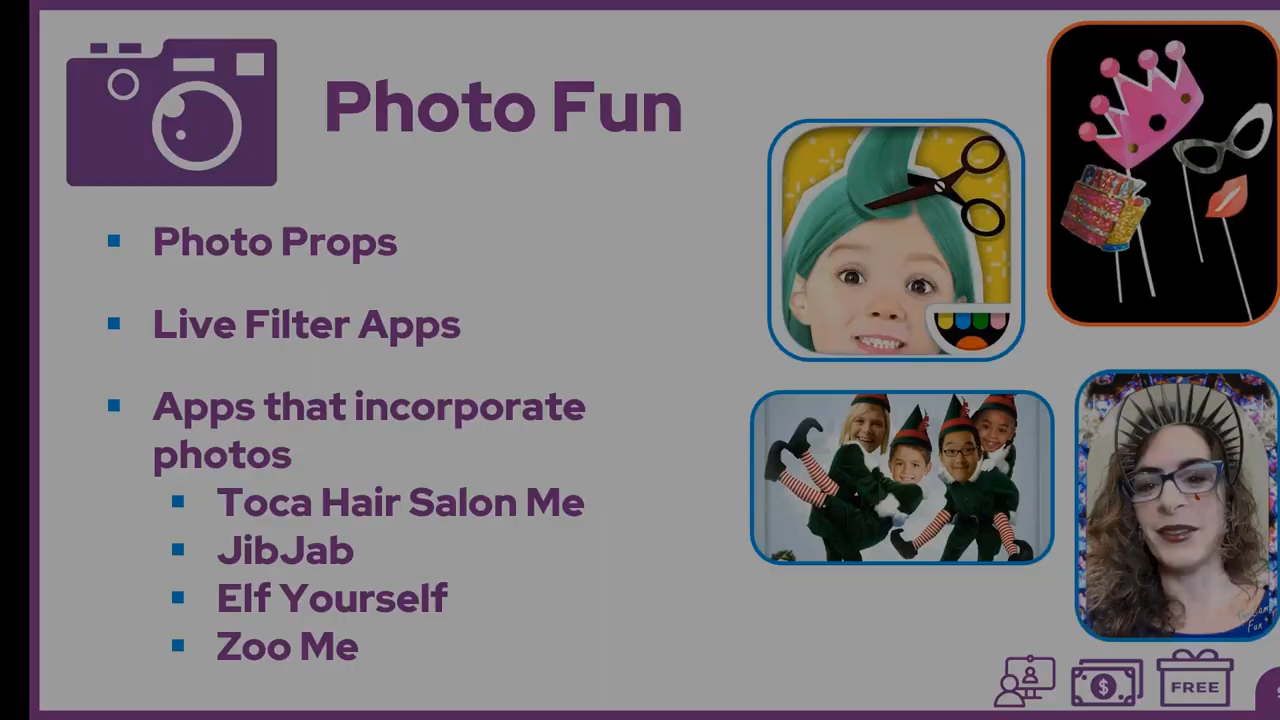 Photo Fun
Photo Props
Live Filter Apps
Apps that incorporate
photos
Toca Hair Salon Me
JibJab
Elf Yourself
Zoo Me
FREE